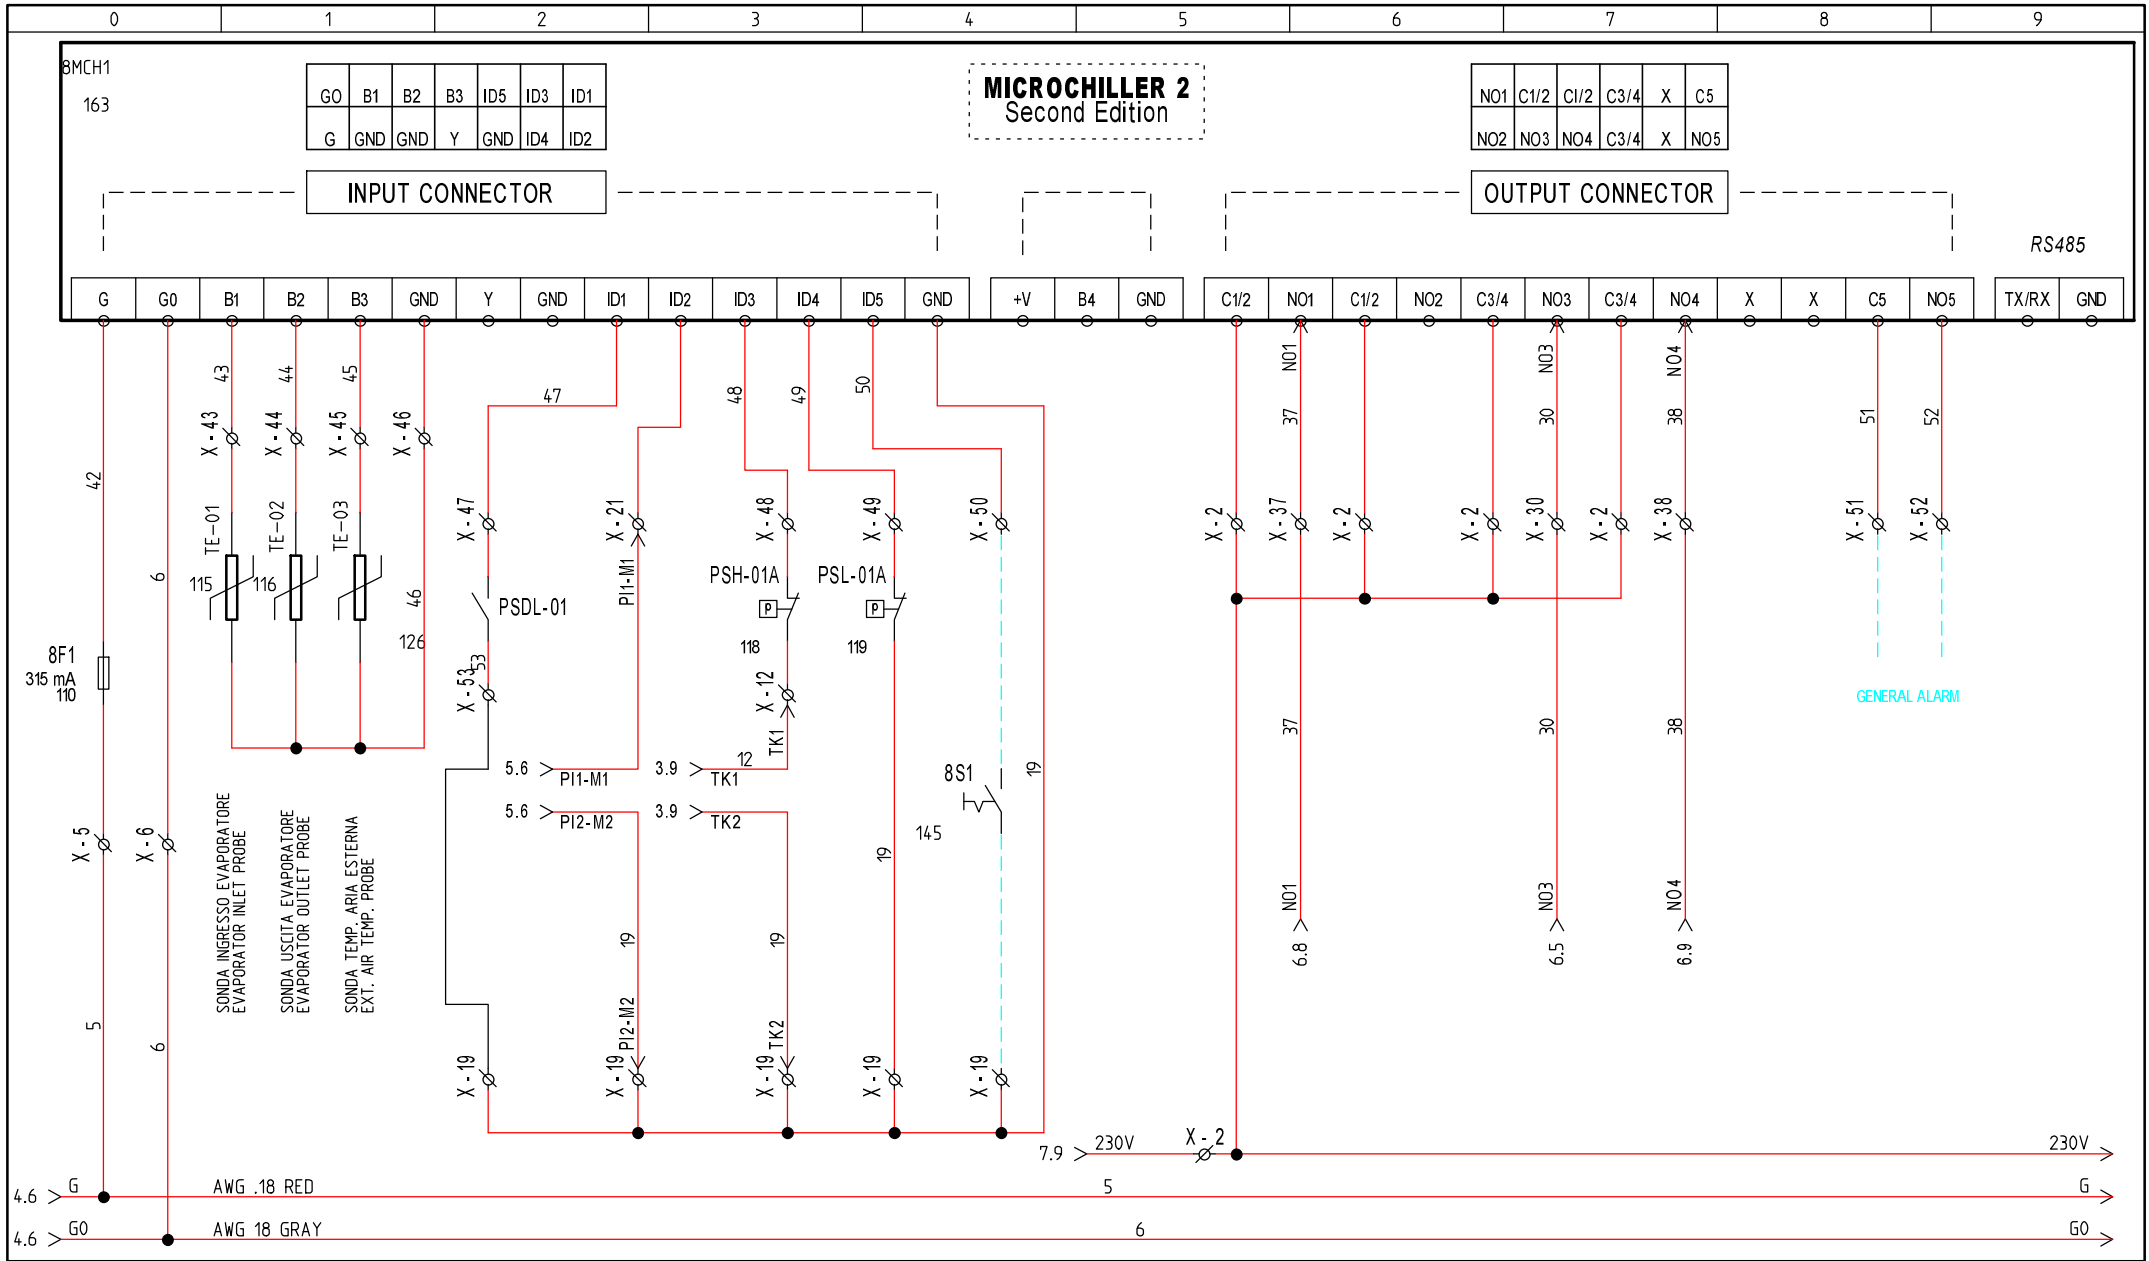 0 1 2 3 4 5 6 7 8 9
8MCH1
163
G0 B1 B2 B3 ID5 ID3 ID1
G GND GND Y GND ID4 ID2
MICROCHILLER 2
Second Edition
NO1 C1/2 CI/2 C3/4 X C5
NO2 NO3 NO4 C3/4 X NO5
INPUT CONNECTOR
OUTPUT CONNECTOR
RS485
G G0 B1 B2 B3 GND Y GND ID1 ID2 ID3 ID4 ID5 GND +V B4 GND C1/2 NO1 C1/2 NO2 C3/4 NO3 C3/4 NO4 X X C5 NO5 TX/RX GND
43 44 45 47 48 49 50 NO1 NO3 NO4
37 30 38 51 52
X - 43 X - 44 X - 45 X - 46
42
X - 47 X - 21 X - 48 X - 49 X - 50 X - 2 X - 37 X - 2 X - 2 X - 30 X - 2 X - 38 X - 51 X - 52
TE-01 TE-02 TE-03
115 116
6
46
126
PSDL-01
PI1-M1
PSH-01A
P
118
PSL-01A
P
119
8F1
315 mA
110
53
X - 53
X - 12
TK1
12
GENERAL ALARM
37 30 38
5.6 PI1-M1
3.9 TK1
5.6 PI2-M2
3.9 TK2
8S1
145
19
19
X - 5 X - 6
SONDA INGRESSO EVAPORATORE
EVAPORATOR INLET PROBE
SONDA USCITA EVAPORATORE
EVAPORATOR OUTLET PROBE
SONDA TEMP. ARIA ESTERNA
EXT. AIR TEMP. PROBE
NO1 NO3 NO4
6.8 6.5 6.9
19 19
5
6
PI2-M2
TK2
X - 19 X - 19 X - 19 X - 19 X - 19
7.9 230V X - 2 230V
4.6 G AWG .18 RED 5 G
4.6 G0 AWG 18 GRAY 6 G0